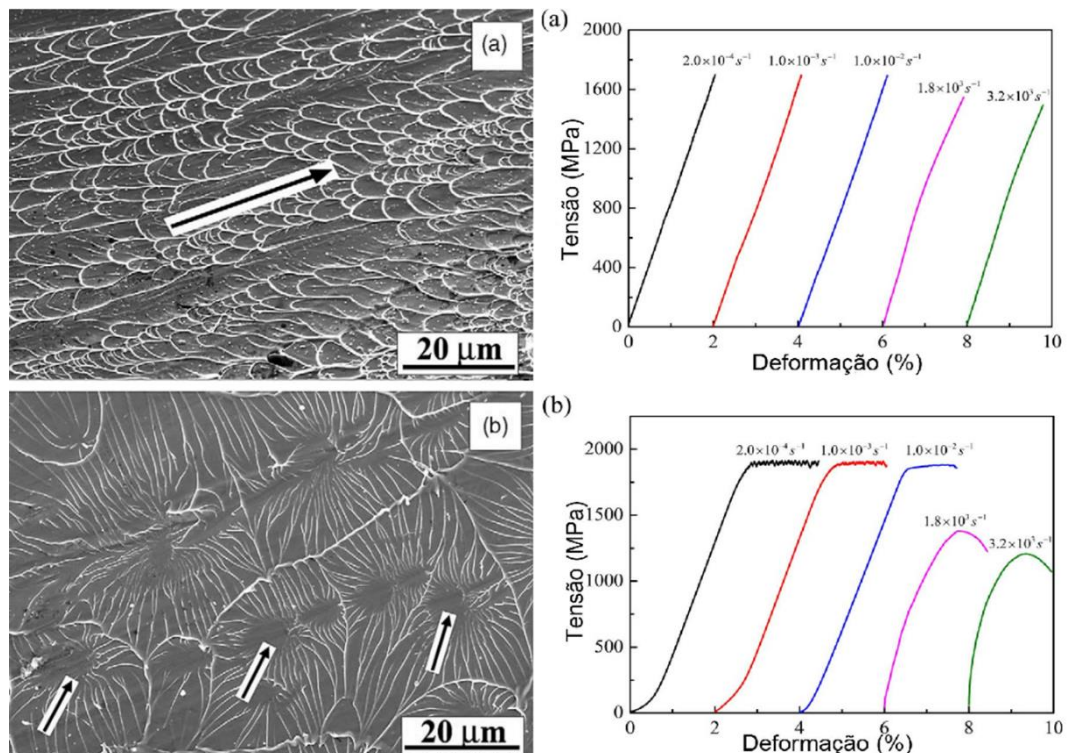 (a)
20 μm
(b)
20 μm
(a)
2000
1600
1200
800
400
0
Tensão (MPa)
2.0×10⁻⁴s⁻¹
1.0×10⁻³s⁻¹
1.0×10⁻²s⁻¹
1.8×10³s⁻¹
3.2×10³s⁻¹
0 2 4 6 8 10
Deformação (%)
(b)
2000
1500
1000
500
0
Tensão (MPa)
2.0×10⁻⁴s⁻¹
1.0×10⁻³s⁻¹
1.0×10⁻²s⁻¹
1.8×10³s⁻¹
3.2×10³s⁻¹
0 2 4 6 8 10
Deformação (%)